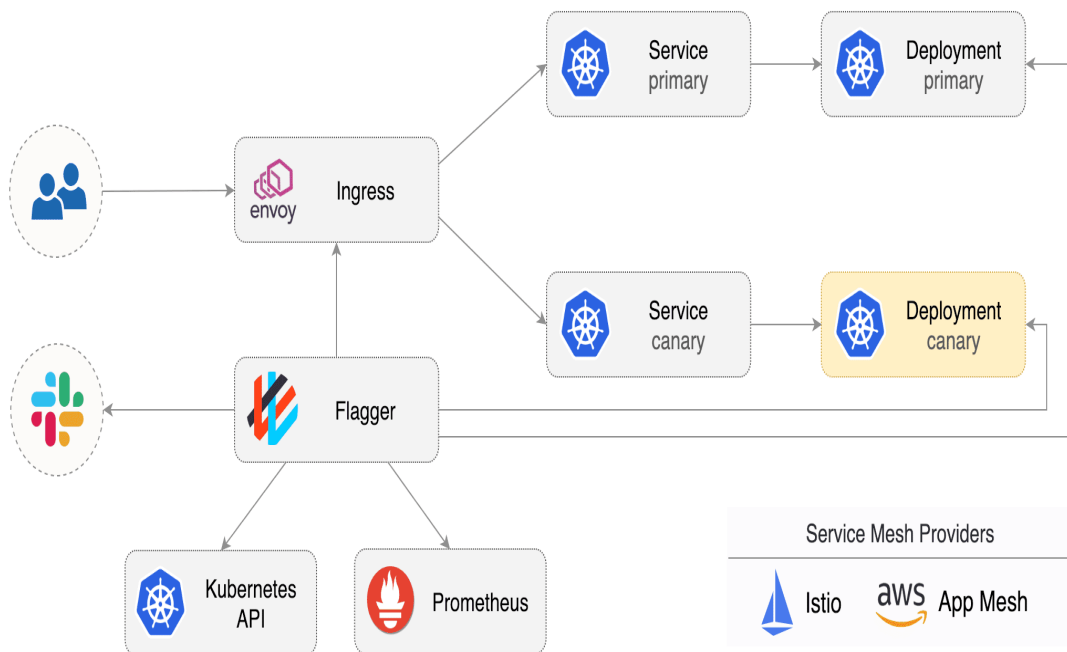 Service
primary
Deployment
primary
envoy
Ingress
Service
canary
Deployment
canary
Flagger
Kubernetes
API
Prometheus
Service Mesh Providers
Istio
aws
App Mesh